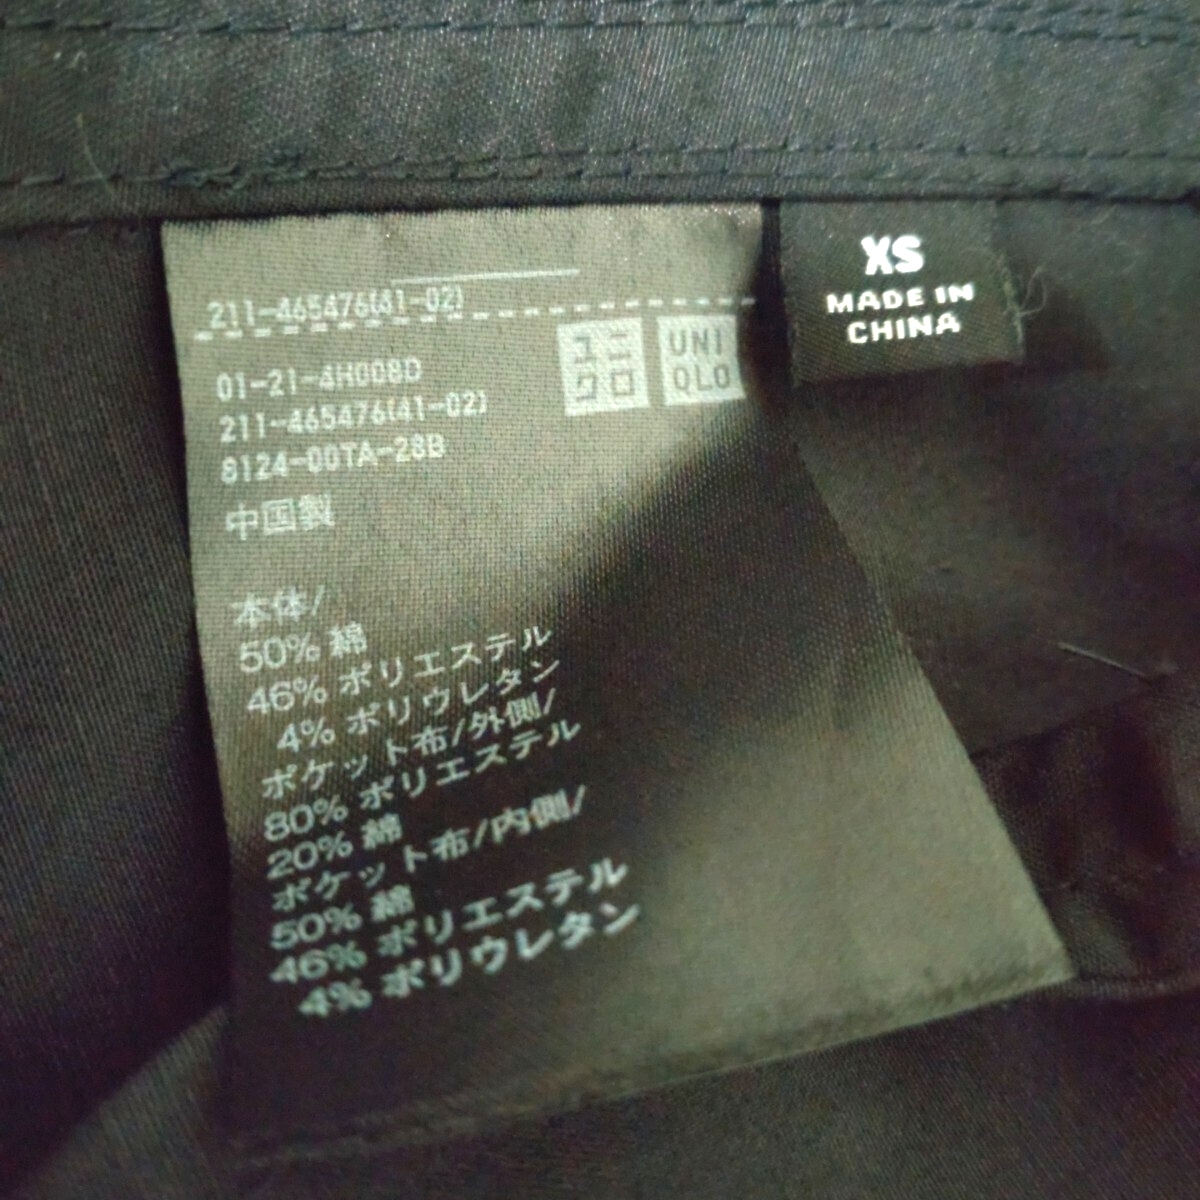 211-465476(41-02)
01-21-4H008D
211-465476(41-02)
8124-00TA-28B
ユニ
クロ
UNI
QLO
中国製
本体/
50% 綿
46% ポリエステル
4% ポリウレタン
ポケット布/外側/
80% ポリエステル
20% 綿
ポケット布/内側/
50% 綿
46% ポリエステル
4% ポリウレタン
XS
MADE IN
CHINA